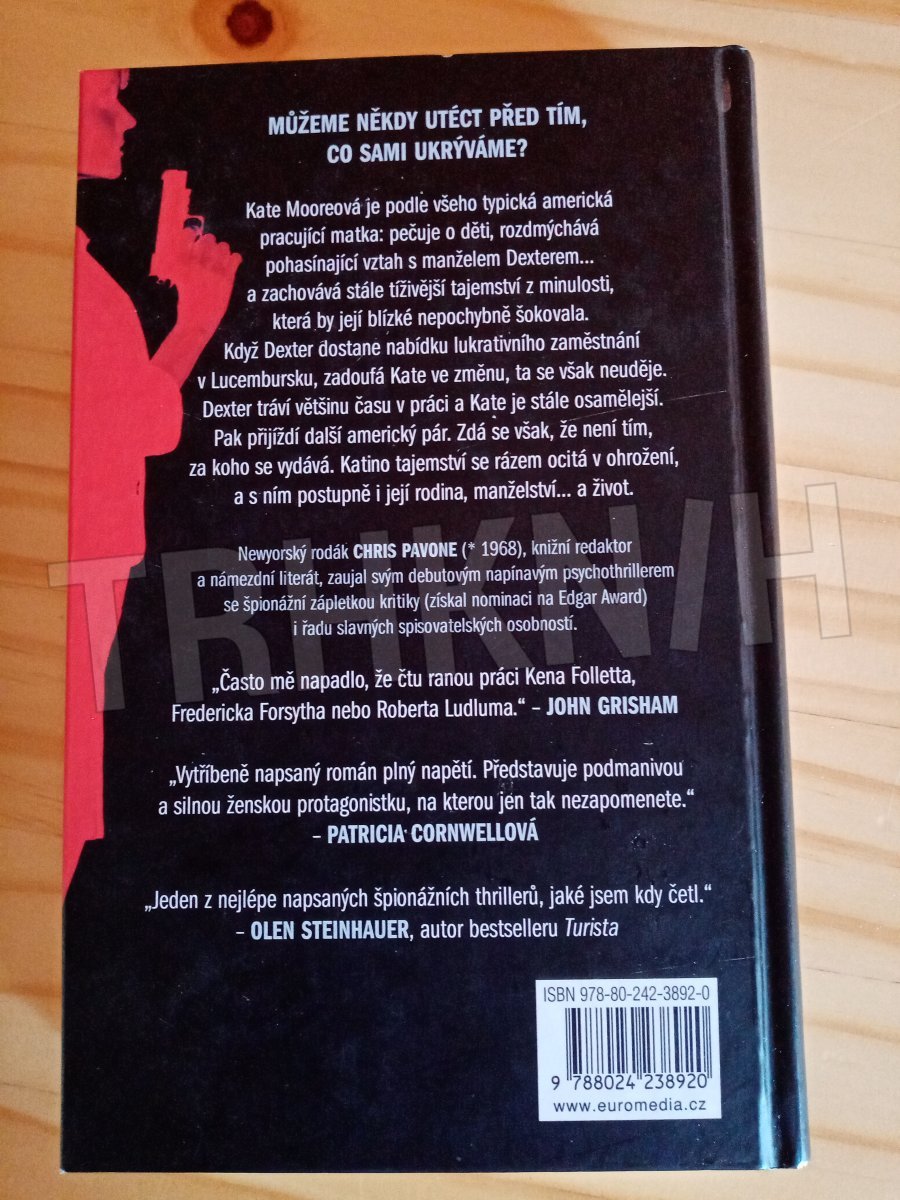 MŮŽEME NĚKDY UTÉCT PŘED TÍM,
CO SAMI UKRÝVÁME?
Kate Mooreová je podle všeho typická americká
pracující matka: pečuje o děti, rozdmýchává
pohasínající vztah s manželem Dexterem...
a zachovává stále tíživější tajemství z minulosti,
která by její blízké nepochybně šokovala.
Když Dexter dostane nabídku lukrativního zaměstnání
v Lucembursku, zadoufá Kate ve změnu, ta se však neuděje.
Dexter tráví většinu času v práci a Kate je stále osamělejší.
Pak přijíždí další americký pár. Zdá se však, že není tím,
za koho se vydává. Katino tajemství se rázem ocitá v ohrožení,
a s ním postupně i její rodina, manželství... a život.
Newyorský rodák CHRIS PAVONE (* 1968), knižní redaktor
a námezdní literát, zaujal svým debutovým napínavým psychothrillerem
se špionážní zápletkou kritiky (získal nominaci na Edgar Award)
i řadu slavných spisovatelských osobností.
„Často mě napadlo, že čtu ranou práci Kena Folletta,
Fredericka Forsytha nebo Roberta Ludluma.“ – JOHN GRISHAM
„Vytříbeně napsaný román plný napětí. Představuje podmanivou
a silnou ženskou protagonistku, na kterou jen tak nezapomenete.“
– PATRICIA CORNWELLOVÁ
„Jeden z nejlépe napsaných špionážních thrillerů, jaké jsem kdy četl.“
– OLEN STEINHAUER, autor bestselleru Turista
ISBN 978-80-242-3892-0
9 788024 238920
www.euromedia.cz
TRHKNIH